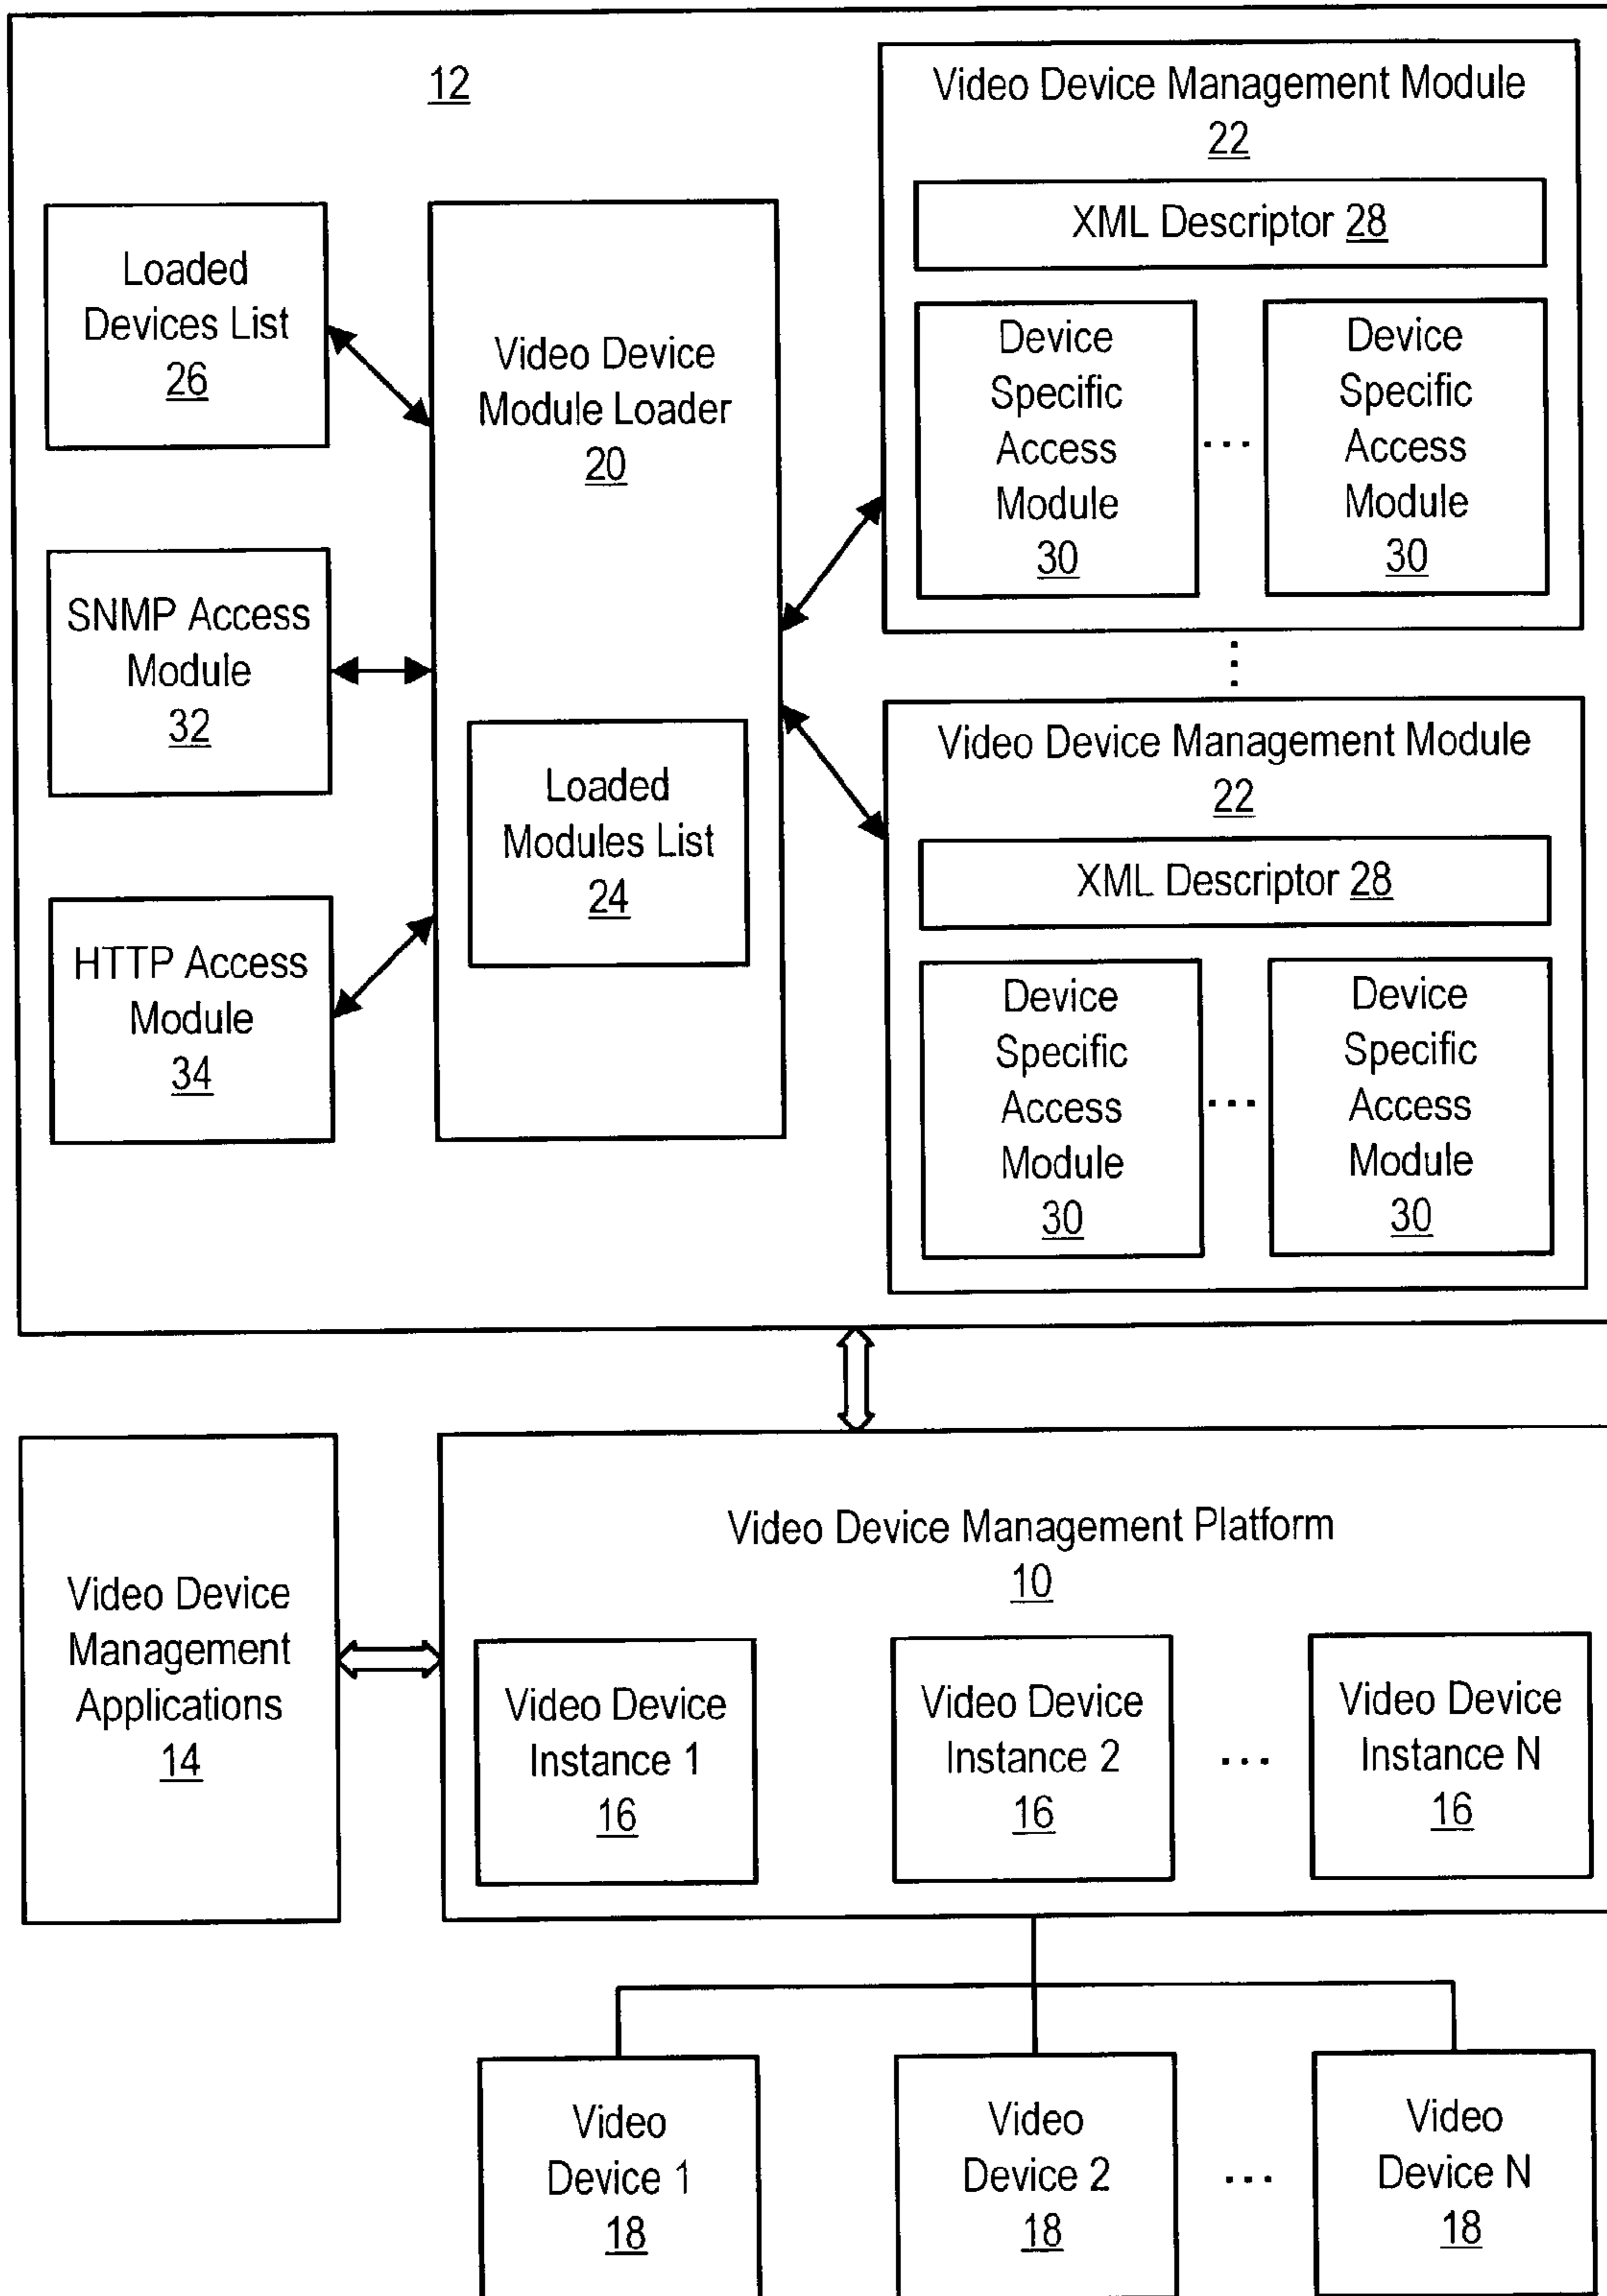 12
Video Device Management Module
22
XML Descriptor 28
Device
Specific
Access
Module
30
...
Device
Specific
Access
Module
30
Loaded
Devices List
26
Video Device
Module Loader
20
SNMP Access
Module
32
Loaded
Modules List
24
HTTP Access
Module
34
Video Device Management Module
22
XML Descriptor 28
Device
Specific
Access
Module
30
...
Device
Specific
Access
Module
30
Video Device
Management
Applications
14
Video Device Management Platform
10
Video Device
Instance 1
16
Video Device
Instance 2
16
...
Video Device
Instance N
16
Video
Device 1
18
Video
Device 2
18
...
Video
Device N
18